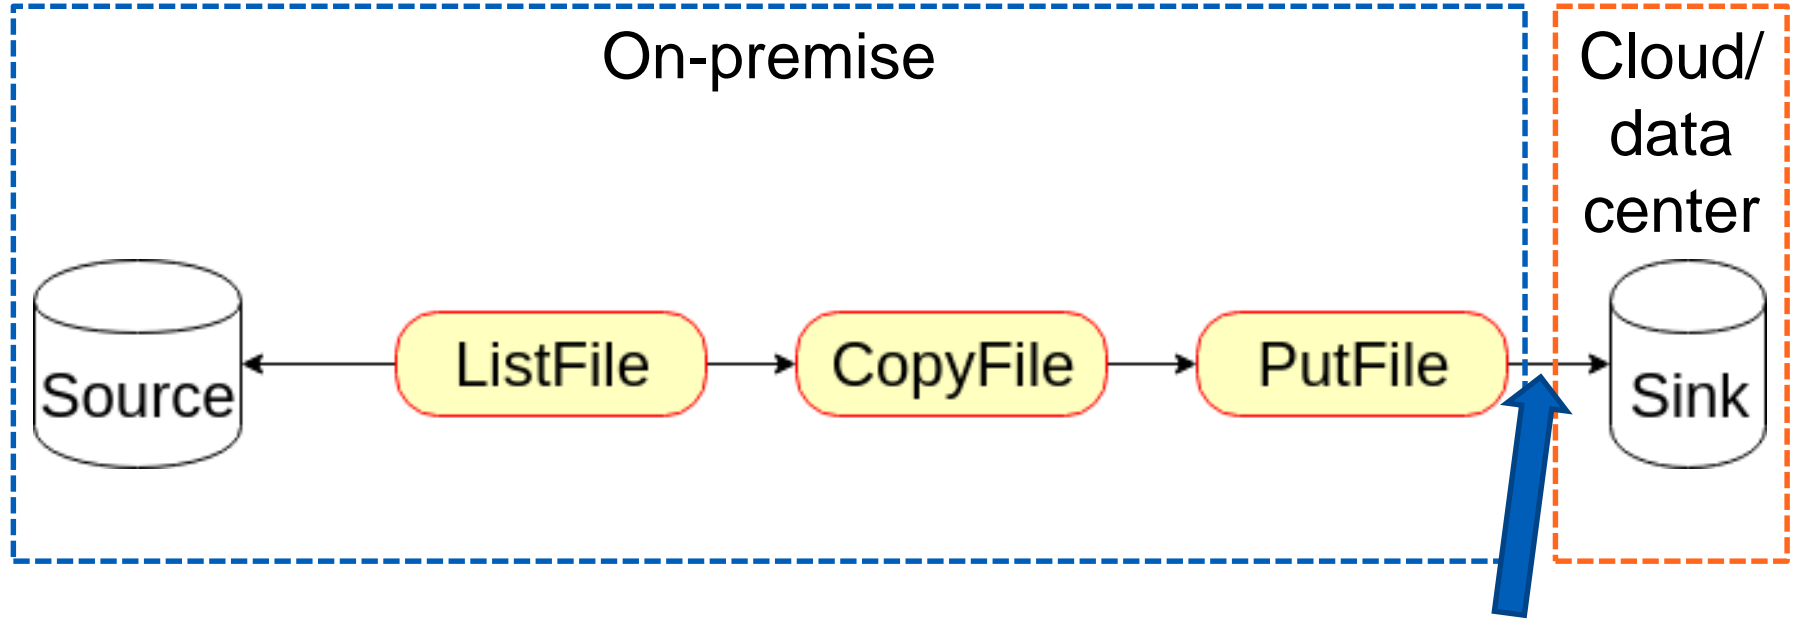 On-premise
Cloud/
data
center
Source
ListFile
CopyFile
PutFile
Sink